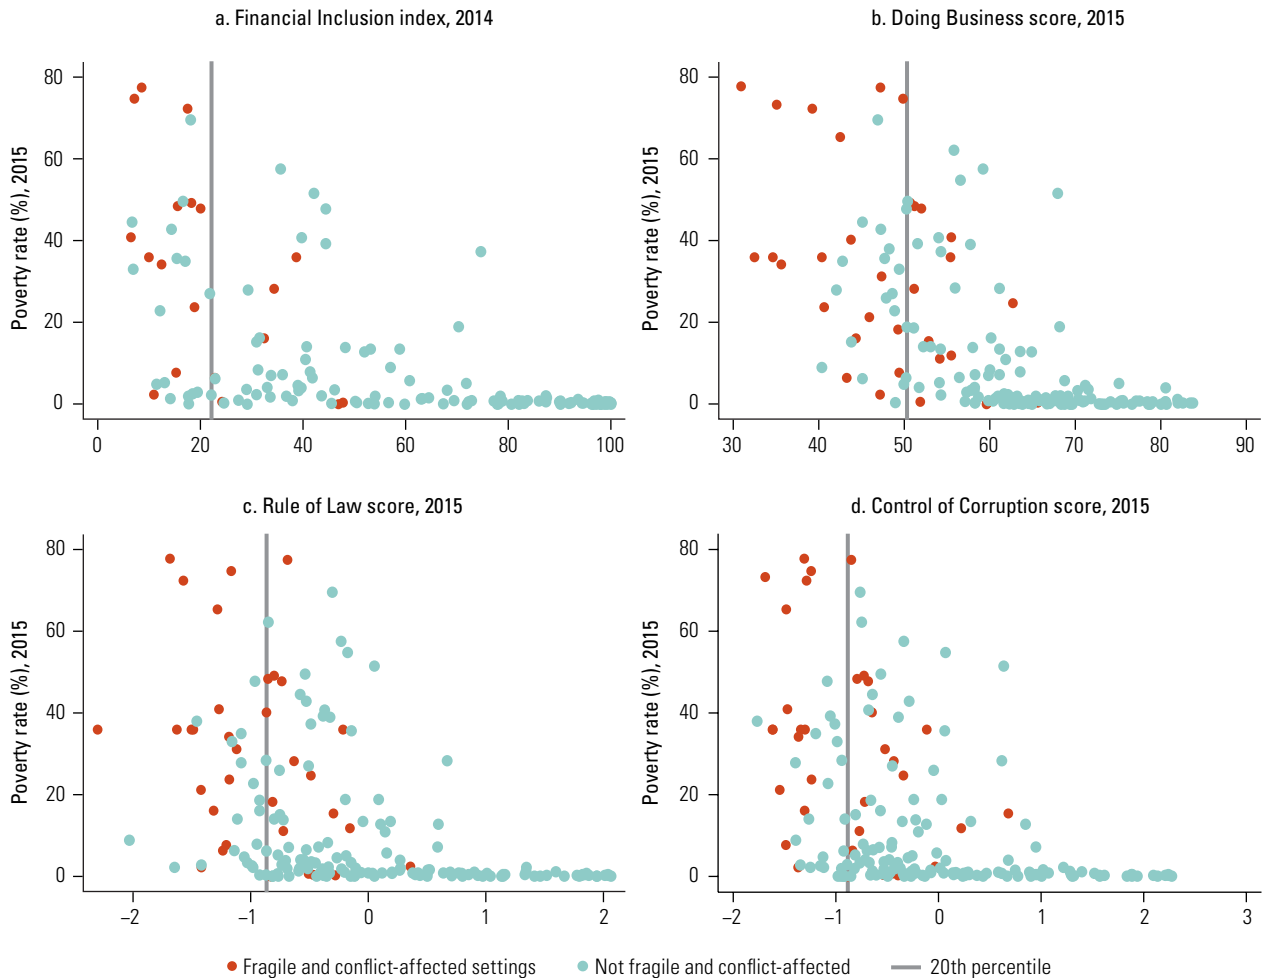 a. Financial Inclusion index, 2014
Poverty rate (%), 2015
80
60
40
20
0
0 20 40 60 80 100
b. Doing Business score, 2015
Poverty rate (%), 2015
80
60
40
20
0
30 40 50 60 70 80 90
c. Rule of Law score, 2015
Poverty rate (%), 2015
80
60
40
20
0
−2 −1 0 1 2
d. Control of Corruption score, 2015
Poverty rate (%), 2015
80
60
40
20
0
−2 −1 0 1 2 3
Fragile and conflict-affected settings Not fragile and conflict-affected 20th percentile